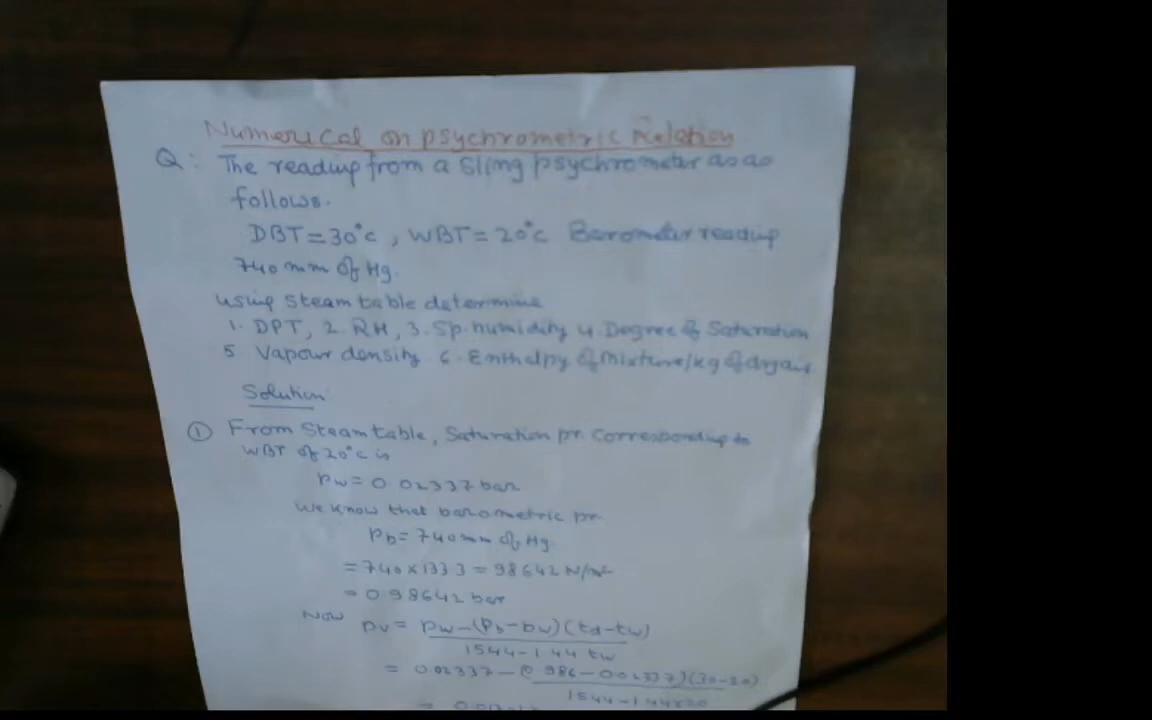 Numerical on psychrometric Relation
Q: The reading from a sling psychrometer as as
follows.
DBT = 30°c , WBT = 20°c Barometer reading
740 mm of Hg.
using steam table determine
1. DPT, 2. RH, 3. Sp. humidity 4. Degree of Saturation
5 Vapour density 6. Enthalpy of mixture/kg of dry air
Solution
① From Steam table, Saturation pr. corresponding to
WBT of 20°c is
pw = 0.02337 bar
We know that barometric pr.
Pb = 740 mm of Hg.
= 740 x 133.3 = 98642 N/m²
= 0.98642 bar
Now pv = pw - (Pb - pw) (td - tw)
1544 - 1.44 tw
= 0.02337 - (0.986 - 0.02337)(30-20)
1544 - 1.44x20